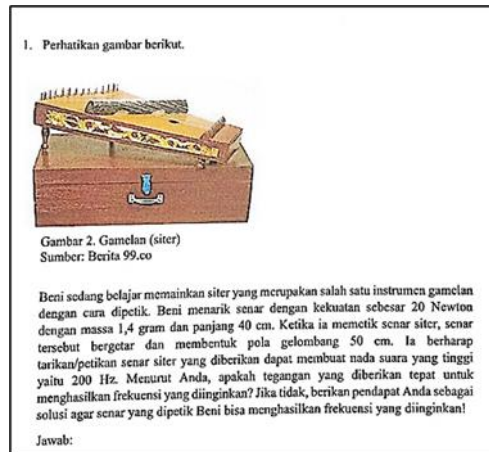 1. Perhatikan gambar berikut.
Gambar 2. Gamelan (siter)
Sumber: Berita 99.co
Beni sedang belajar memainkan siter yang merupakan salah satu instrumen gamelan
dengan cara dipetik. Beni menarik senar dengan kekuatan sebesar 20 Newton
dengan massa 1,4 gram dan panjang 40 cm. Ketika ia memetik senar siter, senar
tersebut bergetar dan membentuk pola gelombang 50 cm. Ia berharap
tarikan/petikan senar siter yang diberikan dapat membuat nada suara yang tinggi
yaitu 200 Hz. Menurut Anda, apakah tegangan yang diberikan tepat untuk
menghasilkan frekuensi yang diinginkan? Jika tidak, berikan pendapat Anda sebagai
solusi agar senar yang dipetik Beni bisa menghasilkan frekuensi yang diinginkan!
Jawab: